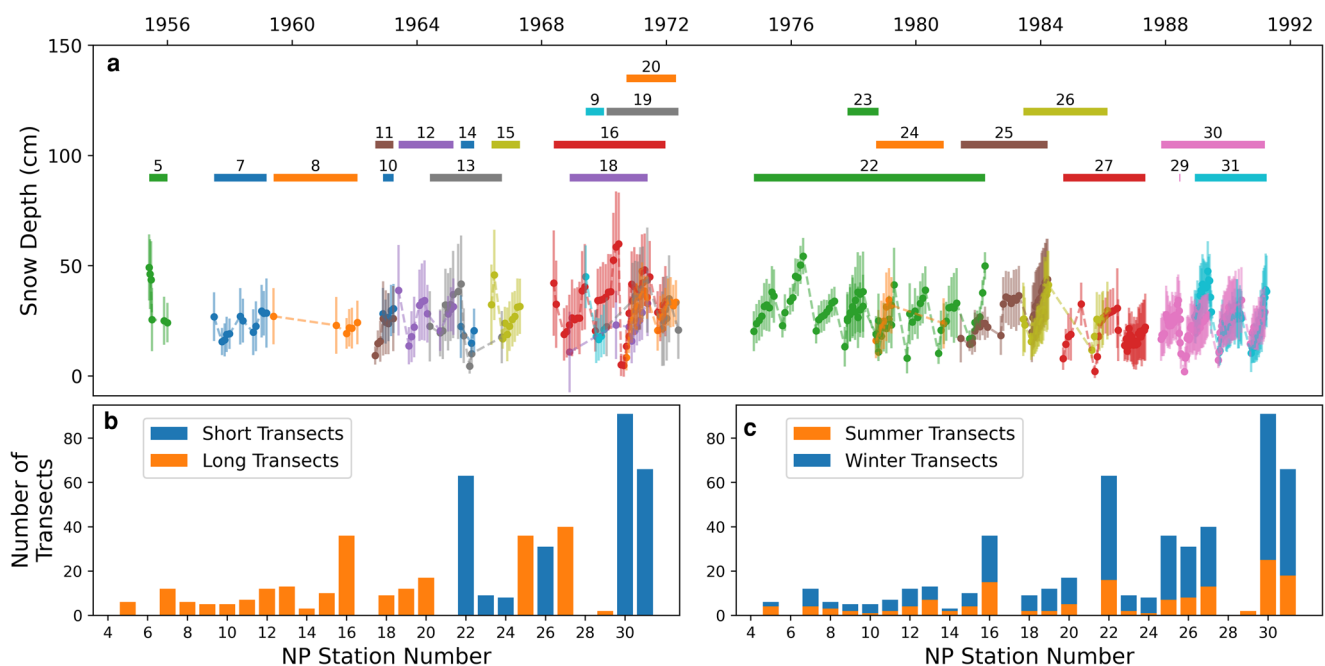 1956 1960 1964 1968 1972 1976 1980 1984 1988 1992
a
150
100
50
0
Snow Depth (cm)
20
9 19 23 26
11 12 14 15 16 24 25 30
5 7 8 10 13 18 22 27 29 31
b
Short Transects
Long Transects
80
60
40
20
0
Number of
Transects
4 6 8 10 12 14 16 18 20 22 24 26 28 30
NP Station Number
c
Summer Transects
Winter Transects
80
60
40
20
0
4 6 8 10 12 14 16 18 20 22 24 26 28 30
NP Station Number